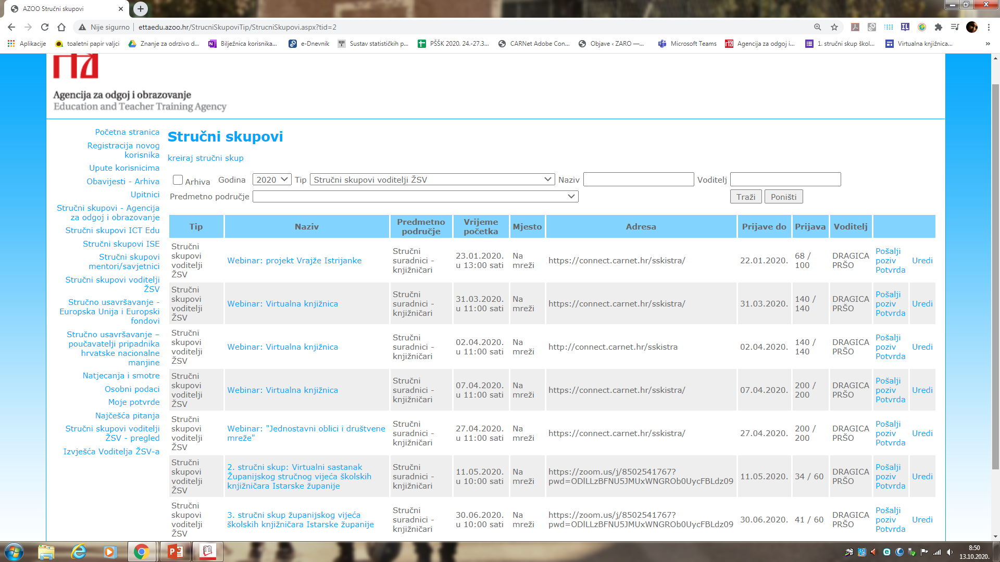 AZOO Stručni skupovi
Nije sigurno | ettaedu.azoo.hr/StrucniSkupoviTip/StrucniSkupovi.aspx?tid=2
Aplikacije toaletni papir valjci Znanje za odrzivo d... Bilježnica korisnika... e-Dnevnik Sustav statističkih p... PŠŠK 2020. 24.-27.3... CARNet Adobe Con... Objave ‹ ZARO —... Microsoft Teams Agencija za odgoj i... 1. stručni skup škol... Virtualna knjižnica... »
Agencija za odgoj i obrazovanje
Education and Teacher Training Agency
Početna stranica
Registracija novog
korisnika
Upute korisnicima
Obavijesti - Arhiva
Upitnici
Stručni skupovi - Agencija
za odgoj i obrazovanje
Stručni skupovi ICT Edu
Stručni skupovi ISE
Stručni skupovi
mentori/savjetnici
Stručni skupovi voditelji
ŽSV
Stručno usavršavanje -
Europska Unija i Europski
fondovi
Stručno usavršavanje –
poučavatelji pripadnika
hrvatske nacionalne
manjine
Natjecanja i smotre
Osobni podaci
Moje potvrde
Najčešća pitanja
Stručni skupovi voditelji
ŽSV - pregled
Izvješća Voditelja ŽSV-a
Stručni skupovi
kreiraj stručni skup
Arhiva Godina 2020 Tip Stručni skupovi voditelji ŽSV Naziv Voditelj
Predmetno područje Traži Poništi
Tip Naziv Predmetno područje Vrijeme početka Mjesto Adresa Prijave do Prijava Voditelj
Stručni skupovi voditelji ŽSV Webinar: projekt Vrajže Istrijanke Stručni suradnici - knjižničari 23.01.2020. u 13:00 sati Na mreži https://connect.carnet.hr/sskistra/ 22.01.2020. 68 / 100 DRAGICA PRŠO Pošalji poziv Potvrda Uredi
Stručni skupovi voditelji ŽSV Webinar: Virtualna knjižnica Stručni suradnici - knjižničari 31.03.2020. u 11:00 sati Na mreži https://connect.carnet.hr/sskistra/ 31.03.2020. 140 / 140 DRAGICA PRŠO Pošalji poziv Potvrda Uredi
Stručni skupovi voditelji ŽSV Webinar: Virtualna knjižnica Stručni suradnici - knjižničari 02.04.2020. u 11:00 sati Na mreži http://connect.carnet.hr/sskistra 02.04.2020. 140 / 140 DRAGICA PRŠO Pošalji poziv Potvrda Uredi
Stručni skupovi voditelji ŽSV Webinar: Virtualna knjižnica Stručni suradnici - knjižničari 07.04.2020. u 11:00 sati Na mreži https://connect.carnet.hr/sskistra/ 07.04.2020. 200 / 200 DRAGICA PRŠO Pošalji poziv Potvrda Uredi
Stručni skupovi voditelji ŽSV Webinar: "Jednostavni oblici i društvene mreže" Stručni suradnici - knjižničari 27.04.2020. u 11:00 sati Na mreži https://connect.carnet.hr/sskistra/ 27.04.2020. 200 / 200 DRAGICA PRŠO Pošalji poziv Potvrda Uredi
Stručni skupovi voditelji ŽSV 2. stručni skup: Virtualni sastanak Županijskog stručnog vijeća školskih knjižničara Istarske županije Stručni suradnici - knjižničari 11.05.2020. u 10:00 sati Na mreži https://zoom.us/j/8502541767?pwd=ODlLLzBFNU5JMUxWNGROb0UycFBLdz09 11.05.2020. 34 / 60 DRAGICA PRŠO Pošalji poziv Potvrda Uredi
Stručni skupovi voditelji ŽSV 3. stručni skup županijskog vijeća školskih knjižničara Istarske županije Stručni suradnici - knjižničari 30.06.2020. u 10:00 sati Na mreži https://zoom.us/j/8502541767?pwd=ODlLLzBFNU5JMUxWNGROb0UycFBLdz09 30.06.2020. 41 / 60 DRAGICA PRŠO Pošalji poziv Potvrda Uredi
8:50
13.10.2020.